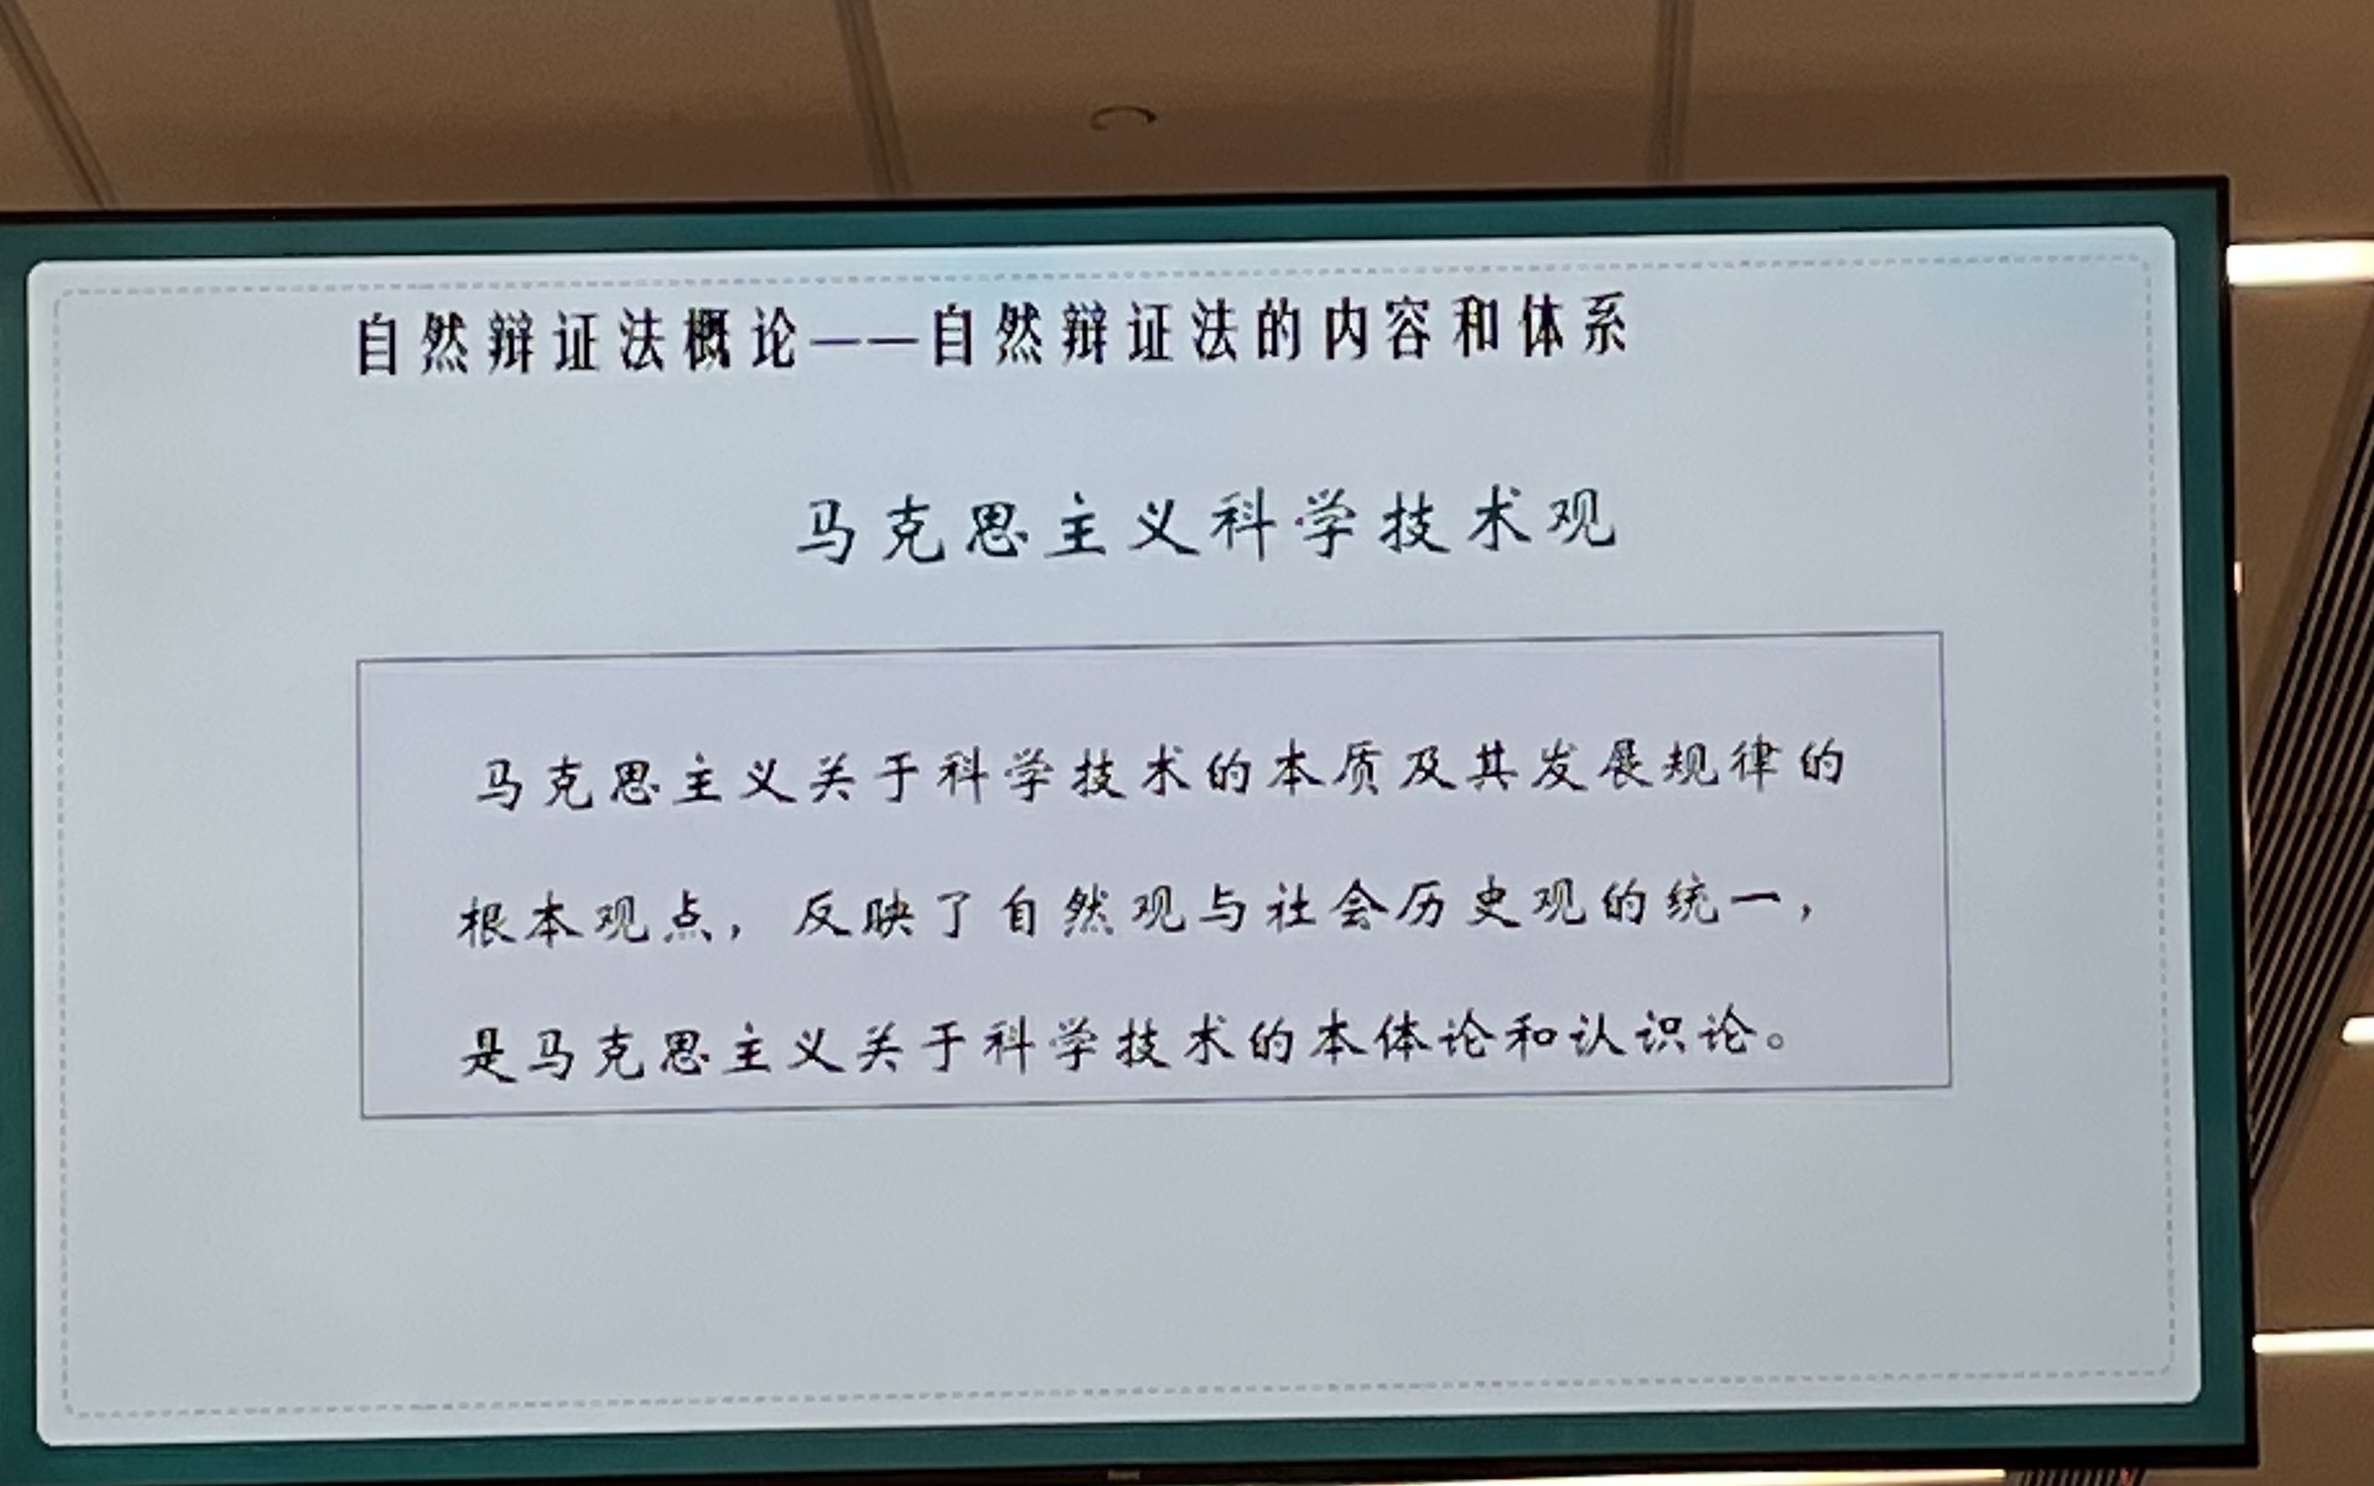 自然辩证法概论——自然辩证法的内容和体系
马克思主义科学技术观
马克思主义关于科学技术的本质及其发展规律的
根本观点，反映了自然观与社会历史观的统一，
是马克思主义关于科学技术的本体论和认识论。